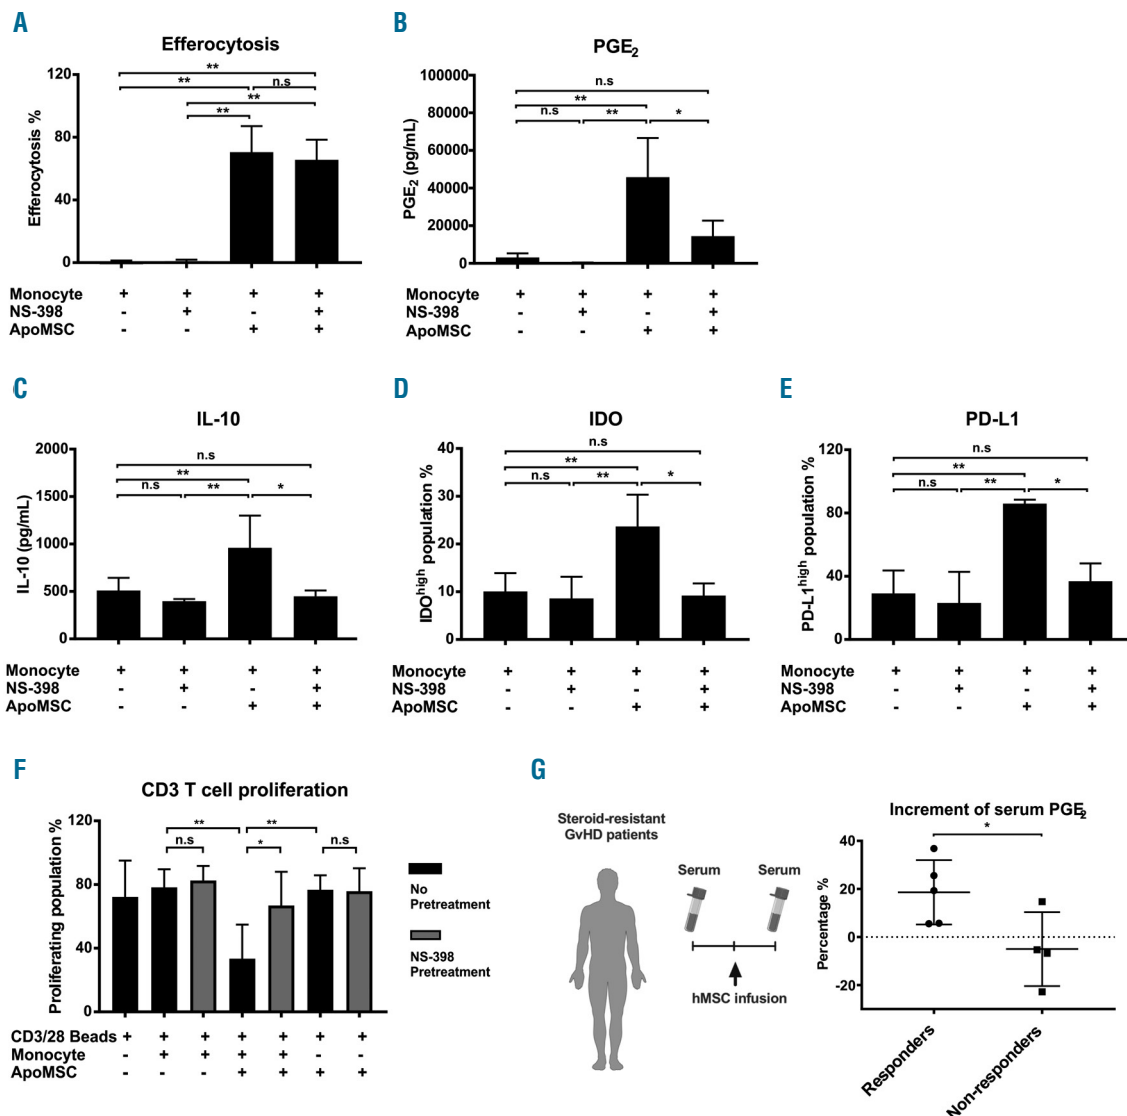 A
Efferocytosis
120
80
40
0
Efferocytosis %
**
** n.s
**
**
Monocyte + + + +
NS-398 - + - +
ApoMSC - - + +
B
PGE2
100000
80000
60000
40000
20000
0
PGE2 (pg/mL)
n.s
**
n.s ** *
Monocyte + + + +
NS-398 - + - +
ApoMSC - - + +
C
IL-10
2000
1500
1000
500
0
IL-10 (pg/mL)
n.s
**
n.s ** *
Monocyte + + + +
NS-398 - + - +
ApoMSC - - + +
D
IDO
40
30
20
10
0
IDOhigh population %
n.s
**
n.s ** *
Monocyte + + + +
NS-398 - + - +
ApoMSC - - + +
E
PD-L1
120
80
40
0
PD-L1high population %
n.s
**
n.s ** *
Monocyte + + + +
NS-398 - + - +
ApoMSC - - + +
F
CD3 T cell proliferation
120
80
40
0
Proliferating population %
** **
n.s * n.s
No
Pretreatment
NS-398
Pretreatment
CD3/28 Beads + + + + + + +
Monocyte - + + + + - -
ApoMSC - - - + + + +
G
Steroid-resistant
GvHD patients
Serum Serum
hMSC infusion
Increment of serum PGE2
*
40
20
0
-20
Percentage %
Responders
Non-responders